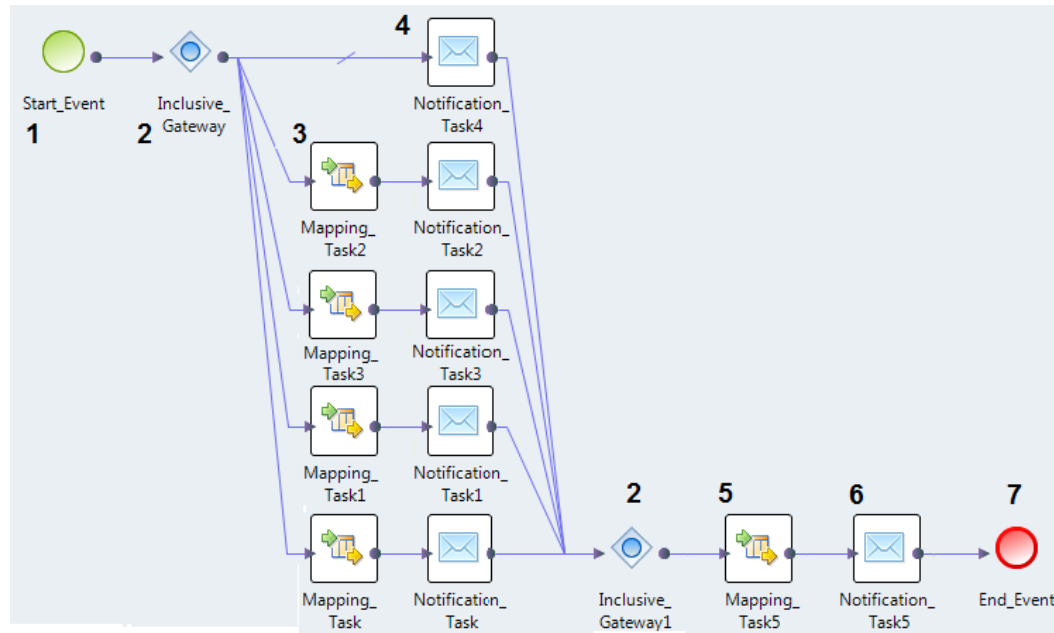 4
Start_Event
Inclusive_
Gateway
Notification_
Task4
1
2
3
Mapping_
Task2
Notification_
Task2
Mapping_
Task3
Notification_
Task3
Mapping_
Task1
Notification_
Task1
2
5
6
7
Mapping_
Task
Notification_
Task
Inclusive_
Gateway1
Mapping_
Task5
Notification_
Task5
End_Event